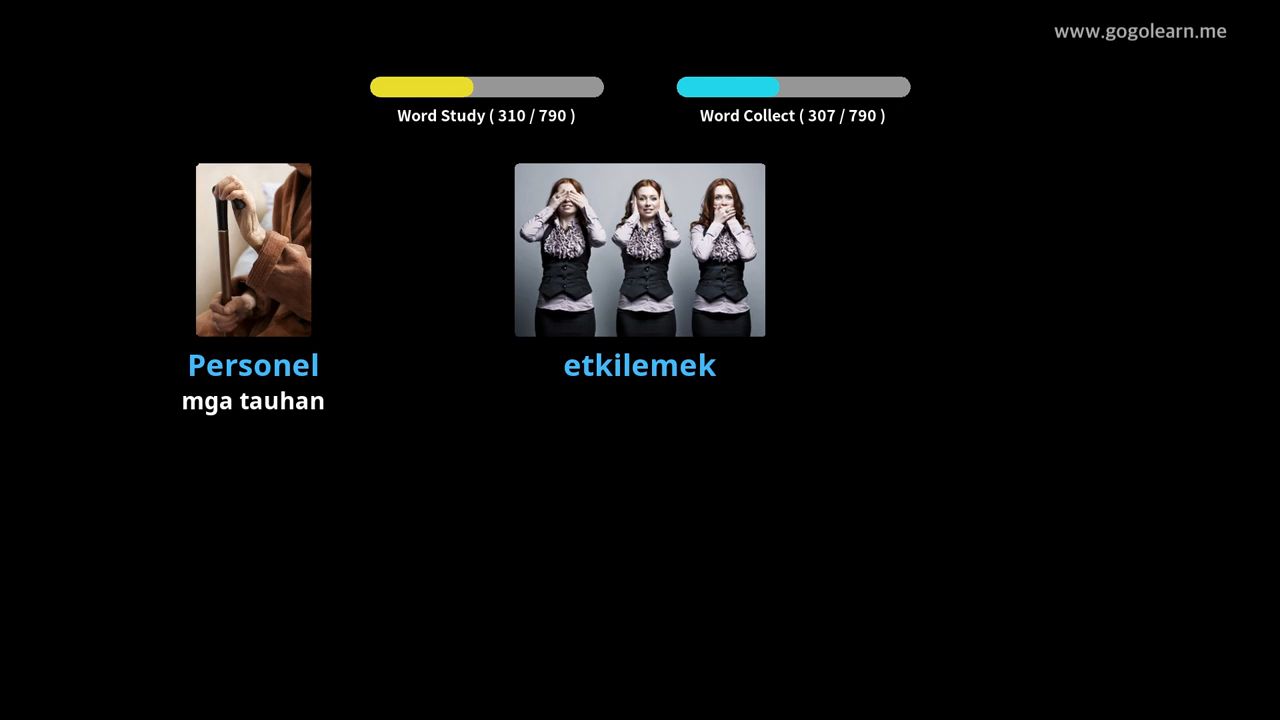 www.gogolearn.me
Word Study ( 310 / 790 )
Word Collect ( 307 / 790 )
Personel
mga tauhan
etkilemek